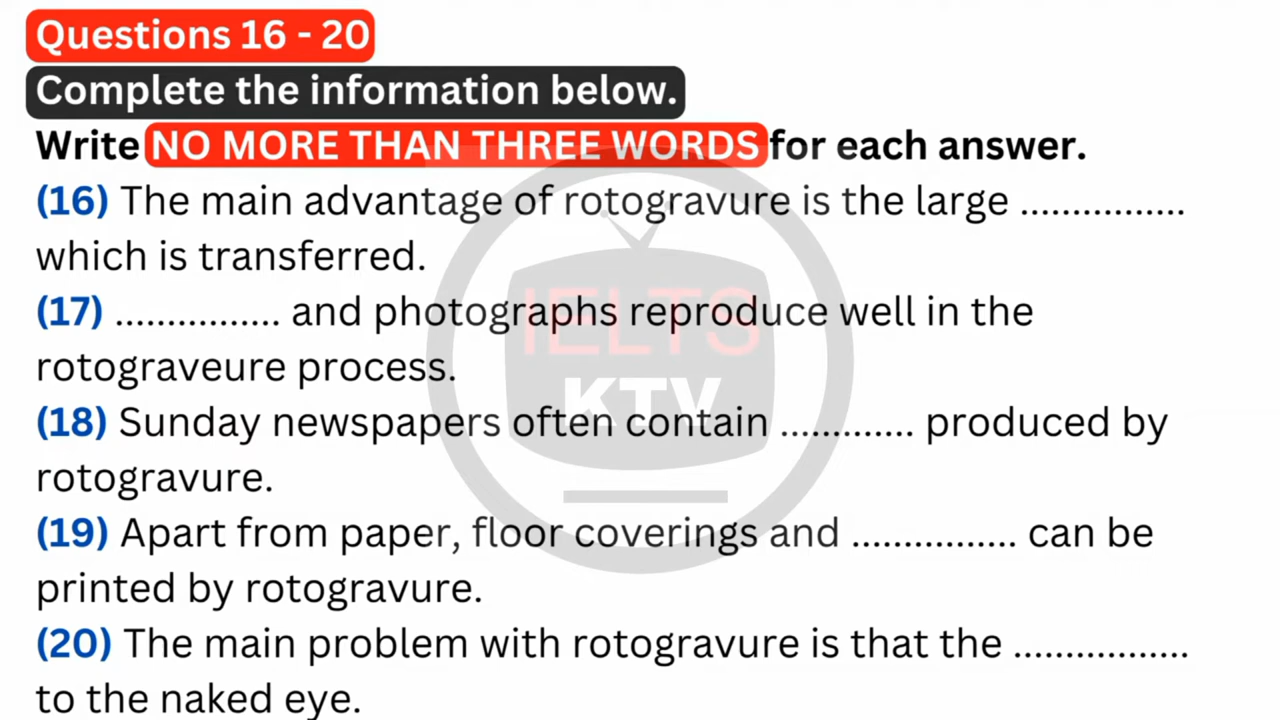 Questions 16 - 20
Complete the information below.
Write NO MORE THAN THREE WORDS for each answer.
(16) The main advantage of rotogravure is the large ................
which is transferred.
(17) ................ and photographs reproduce well in the
rotograveure process.
(18) Sunday newspapers often contain ............. produced by
rotogravure.
(19) Apart from paper, floor coverings and ................ can be
printed by rotogravure.
(20) The main problem with rotogravure is that the .................
to the naked eye.
IELTS
KTV